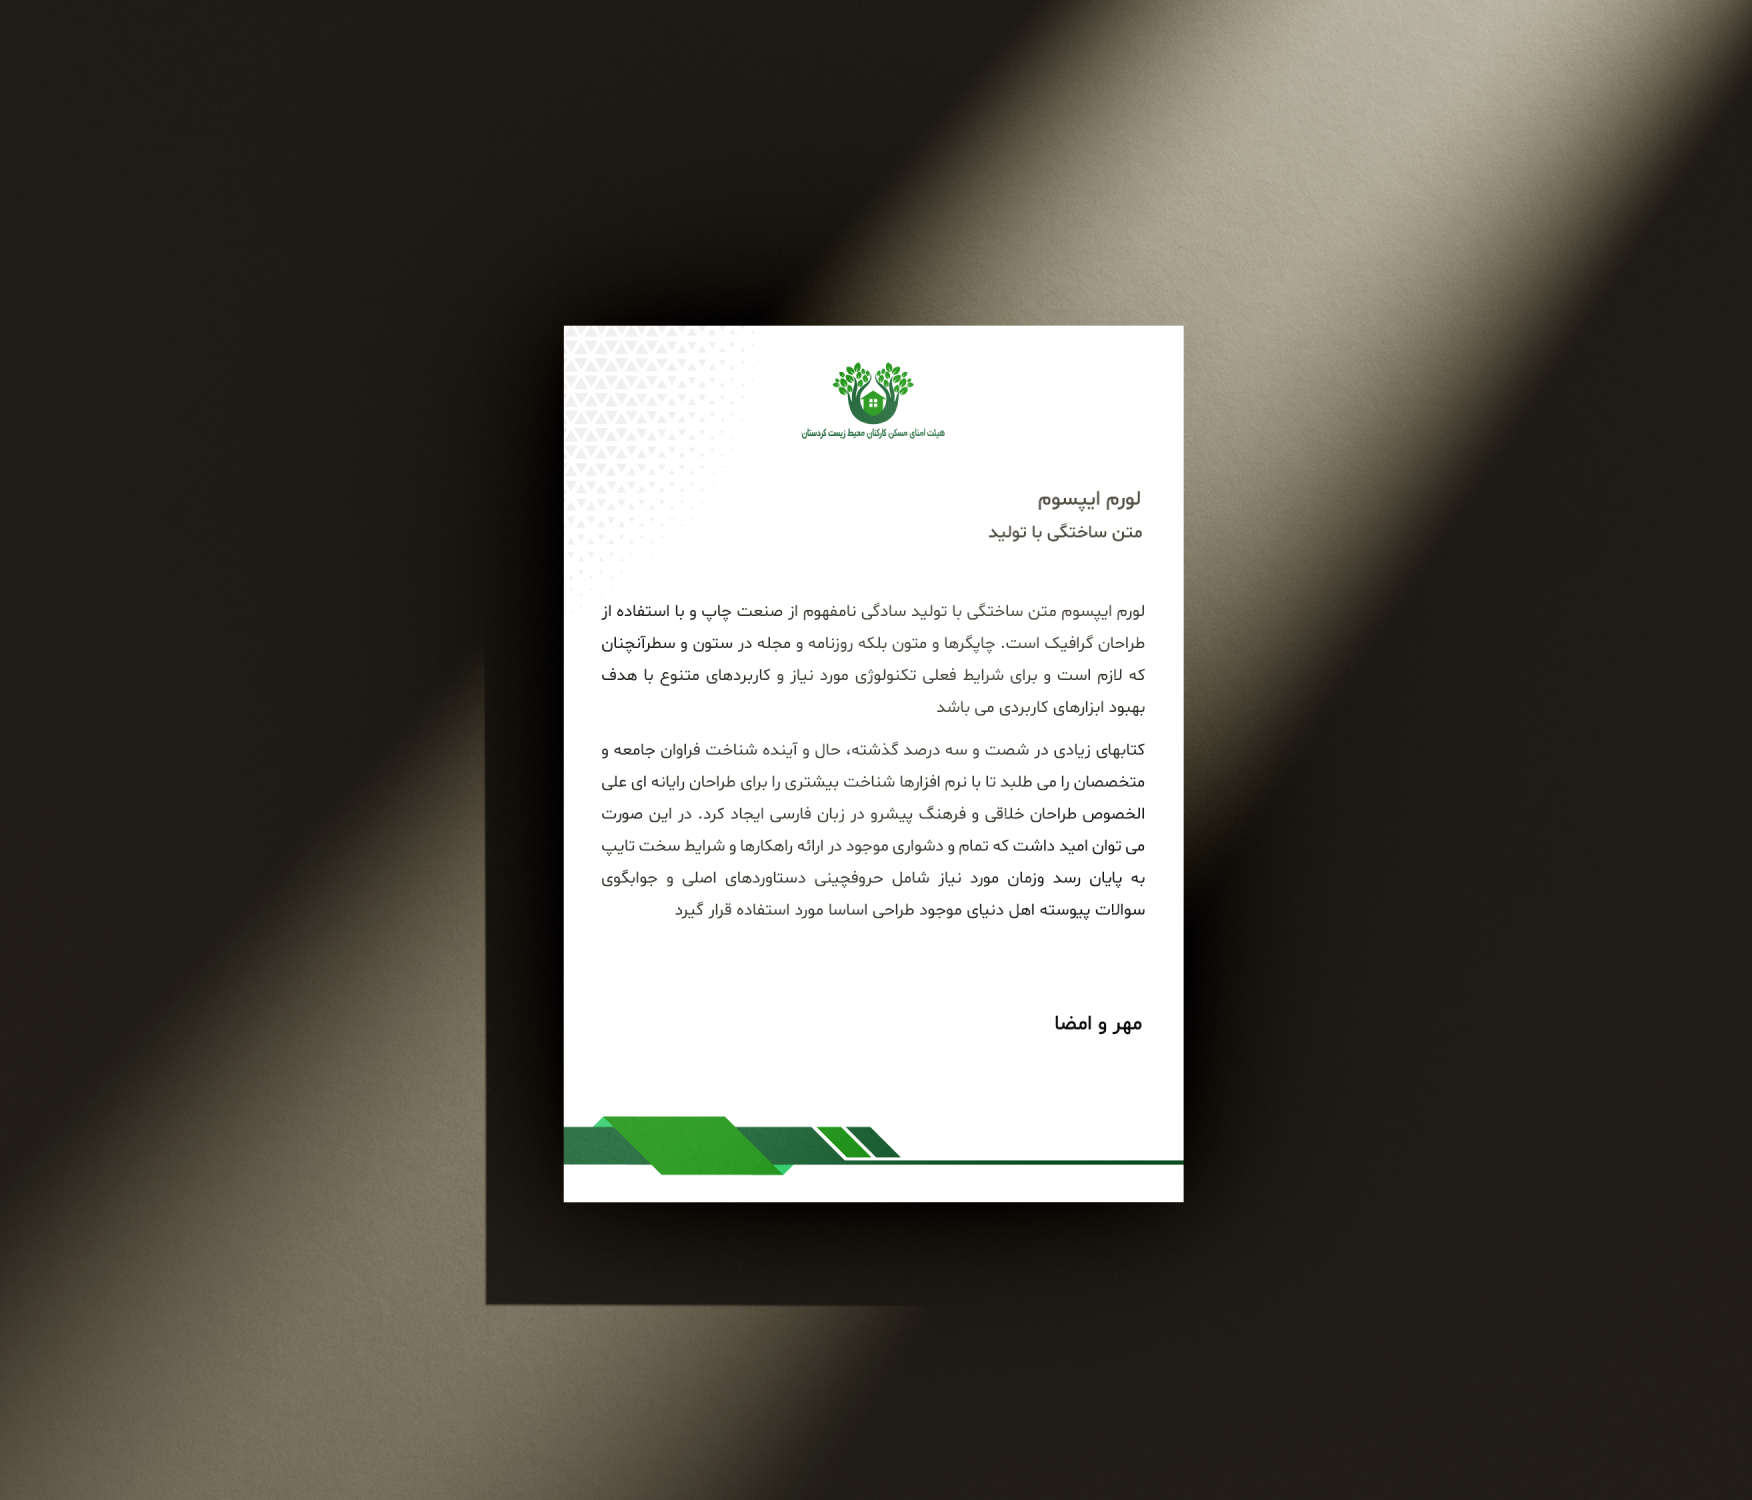 هیئت امنای مسکن کارکنان محیط زیست کردستان
لورم ایپسوم
متن ساختگی با تولید
لورم ایپسوم متن ساختگی با تولید سادگی نامفهوم از صنعت چاپ و با استفاده از
طراحان گرافیک است. چاپگرها و متون بلکه روزنامه و مجله در ستون و سطرآنچنان
که لازم است و برای شرایط فعلی تکنولوژی مورد نیاز و کاربردهای متنوع با هدف
بهبود ابزارهای کاربردی می باشد
کتابهای زیادی در شصت و سه درصد گذشته، حال و آینده شناخت فراوان جامعه و
متخصصان را می طلبد تا با نرم افزارها شناخت بیشتری را برای طراحان رایانه ای علی
الخصوص طراحان خلاقی و فرهنگ پیشرو در زبان فارسی ایجاد کرد. در این صورت
می توان امید داشت که تمام و دشواری موجود در ارائه راهکارها و شرایط سخت تایپ
به پایان رسد وزمان مورد نیاز شامل حروفچینی دستاوردهای اصلی و جوابگوی
سوالات پیوسته اهل دنیای موجود طراحی اساسا مورد استفاده قرار گیرد
مهر و امضا